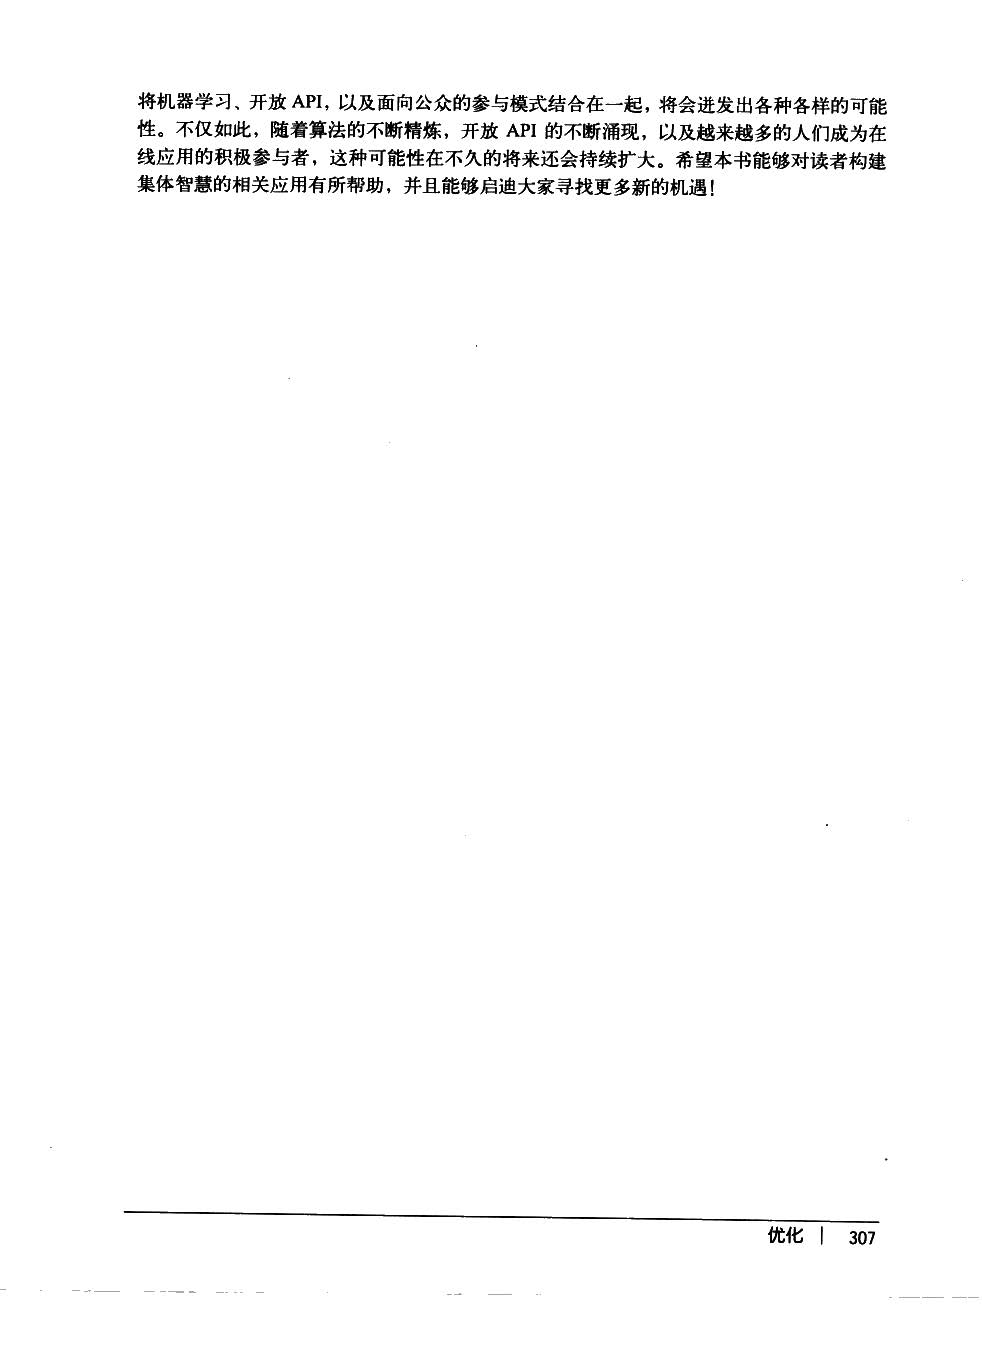 将机器学习、开放 API，以及面向公众的参与模式结合在一起，将会迸发出各种各样的可能
性。不仅如此，随着算法的不断精炼，开放 API 的不断涌现，以及越来越多的人们成为在
线应用的积极参与者，这种可能性在不久的将来还会持续扩大。希望本书能够对读者构建
集体智慧的相关应用有所帮助，并且能够启迪大家寻找更多新的机遇！
优化 | 307